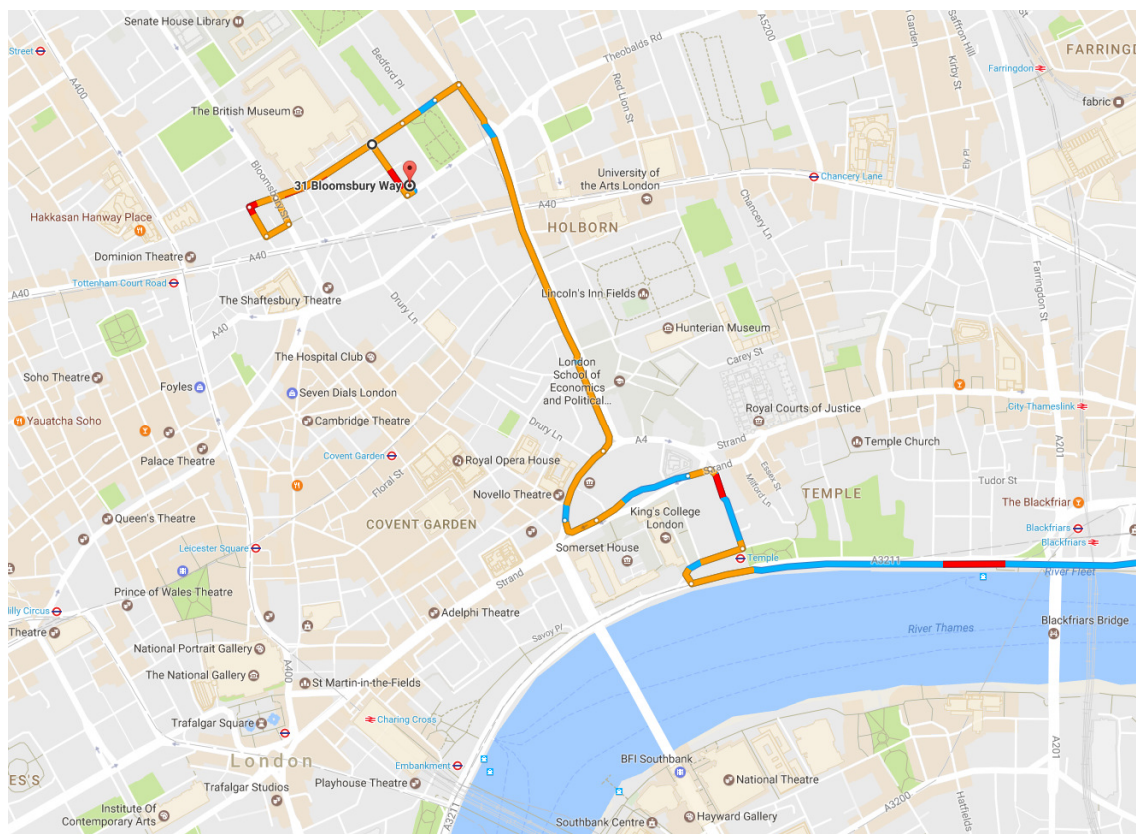 Senate House Library
Street
A400
Bedford Pl
Theobalds Rd
A5200
Garden
Saffron Hill
Kirby St
FARRINGD
Farringdon
fabric
The British Museum
Red Lion St
Bloomsbury St
31 Bloomsbury Way
University of
the Arts London
Chancery Lane
Ely Pl
Hakkasan Hanway Place
A40
HOLBORN
Chancery Ln
Dominion Theatre
A40
Tottenham Court Road
A40
Farringdon St
The Shaftesbury Theatre
Drury Ln
Lincoln's Inn Fields
A40
Hunterian Museum
The Hospital Club
Carey St
Soho Theatre
London
School of
Economics
and Political...
Foyles
Seven Dials London
Yauatcha Soho
Cambridge Theatre
Royal Courts of Justice
City Thameslink
Drury Ln
A4
Strand
Temple Church
A201
Palace Theatre
Covent Garden
Floral St
Royal Opera House
Strand
Essex St
Milford Ln
Tudor St
Novello Theatre
TEMPLE
The Blackfriar
Queen's Theatre
COVENT GARDEN
King's College
London
Blackfriars
Blackfriars
Leicester Square
Somerset House
Temple
A3211
River Fleet
Strand
Prince of Wales Theatre
lilly Circus
Adelphi Theatre
Theatre
Savoy Pl
River Thames
Blackfriars Bridge
National Portrait Gallery
The National Gallery
A400
St Martin-in-the-Fields
Trafalgar Square
Charing Cross
London
Embankment
BFI Southbank
A201
ES'S
Trafalgar Studios
Playhouse Theatre
National Theatre
A3211
A3200
Hatfields
Institute Of
Contemporary Arts
Southbank Centre
Hayward Gallery